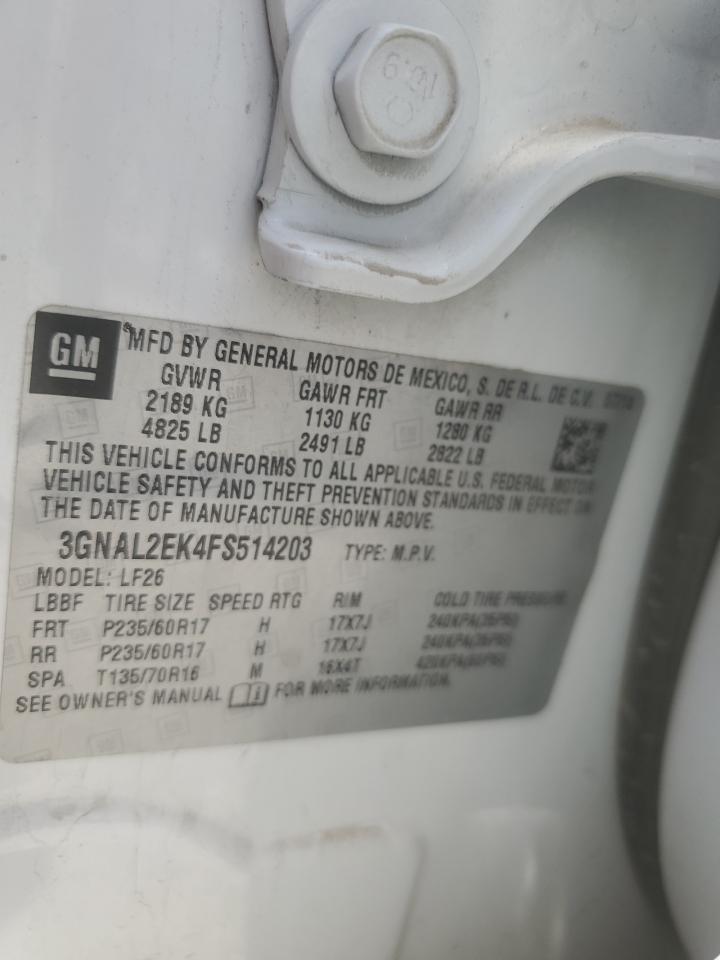 10.9
GM
MFD BY GENERAL MOTORS DE MEXICO, S. DE R.L. DE C.V.
GVWR GAWR FRT GAWR RR
2189 KG 1130 KG 1280 KG
4825 LB 2491 LB 2822 LB
THIS VEHICLE CONFORMS TO ALL APPLICABLE U.S. FEDERAL MOTOR
VEHICLE SAFETY AND THEFT PREVENTION STANDARDS IN EFFECT ON
THE DATE OF MANUFACTURE SHOWN ABOVE.
3GNAL2EK4FS514203 TYPE: M.P.V.
MODEL: LF26
LBBF TIRE SIZE SPEED RTG RIM COLD TIRE PRESSURE
FRT P235/60R17 H 17X7J 240KPA(35PSI)
RR P235/60R17 H 17X7J 240KPA(35PSI)
SPA T135/70R16 M 16X4T 420KPA(60PSI)
SEE OWNER'S MANUAL FOR MORE INFORMATION.